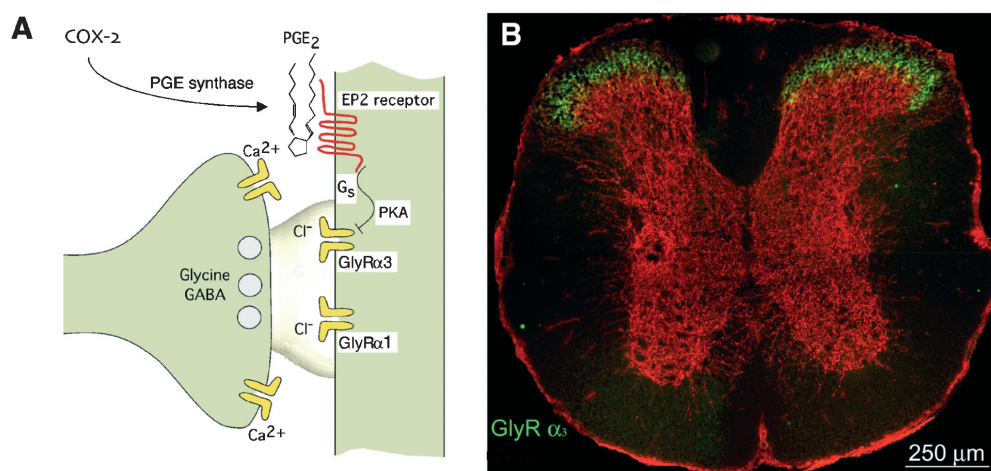 A
COX-2
PGE synthase
PGE2
EP2 receptor
Ca2+
Gs
PKA
Cl-
GlyRα3
Glycine
GABA
Cl-
GlyRα1
Ca2+
B
GlyR α3
250 µm